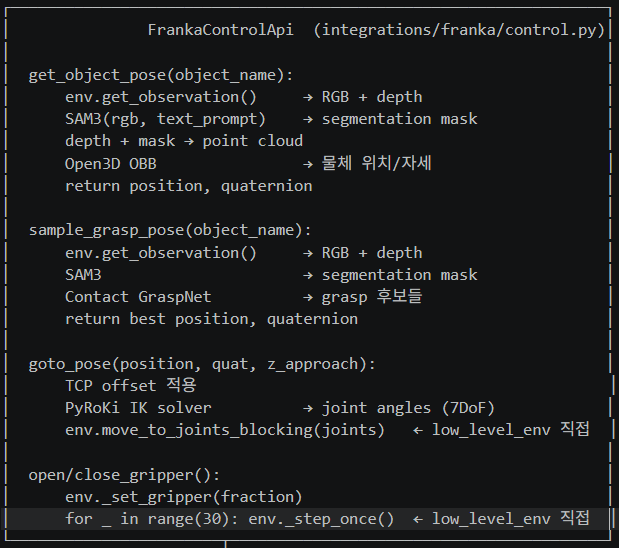 FrankaControlApi (integrations/franka/control.py)
get_object_pose(object_name):
env.get_observation() → RGB + depth
SAM3(rgb, text_prompt) → segmentation mask
depth + mask → point cloud
Open3D OBB → 물체 위치/자세
return position, quaternion
sample_grasp_pose(object_name):
env.get_observation() → RGB + depth
SAM3 → segmentation mask
Contact GraspNet → grasp 후보들
return best position, quaternion
goto_pose(position, quat, z_approach):
TCP offset 적용
PyRoKi IK solver → joint angles (7DoF)
env.move_to_joints_blocking(joints) ← low_level_env 직접
open/close_gripper():
env._set_gripper(fraction)
for _ in range(30): env._step_once() ← low_level_env 직접